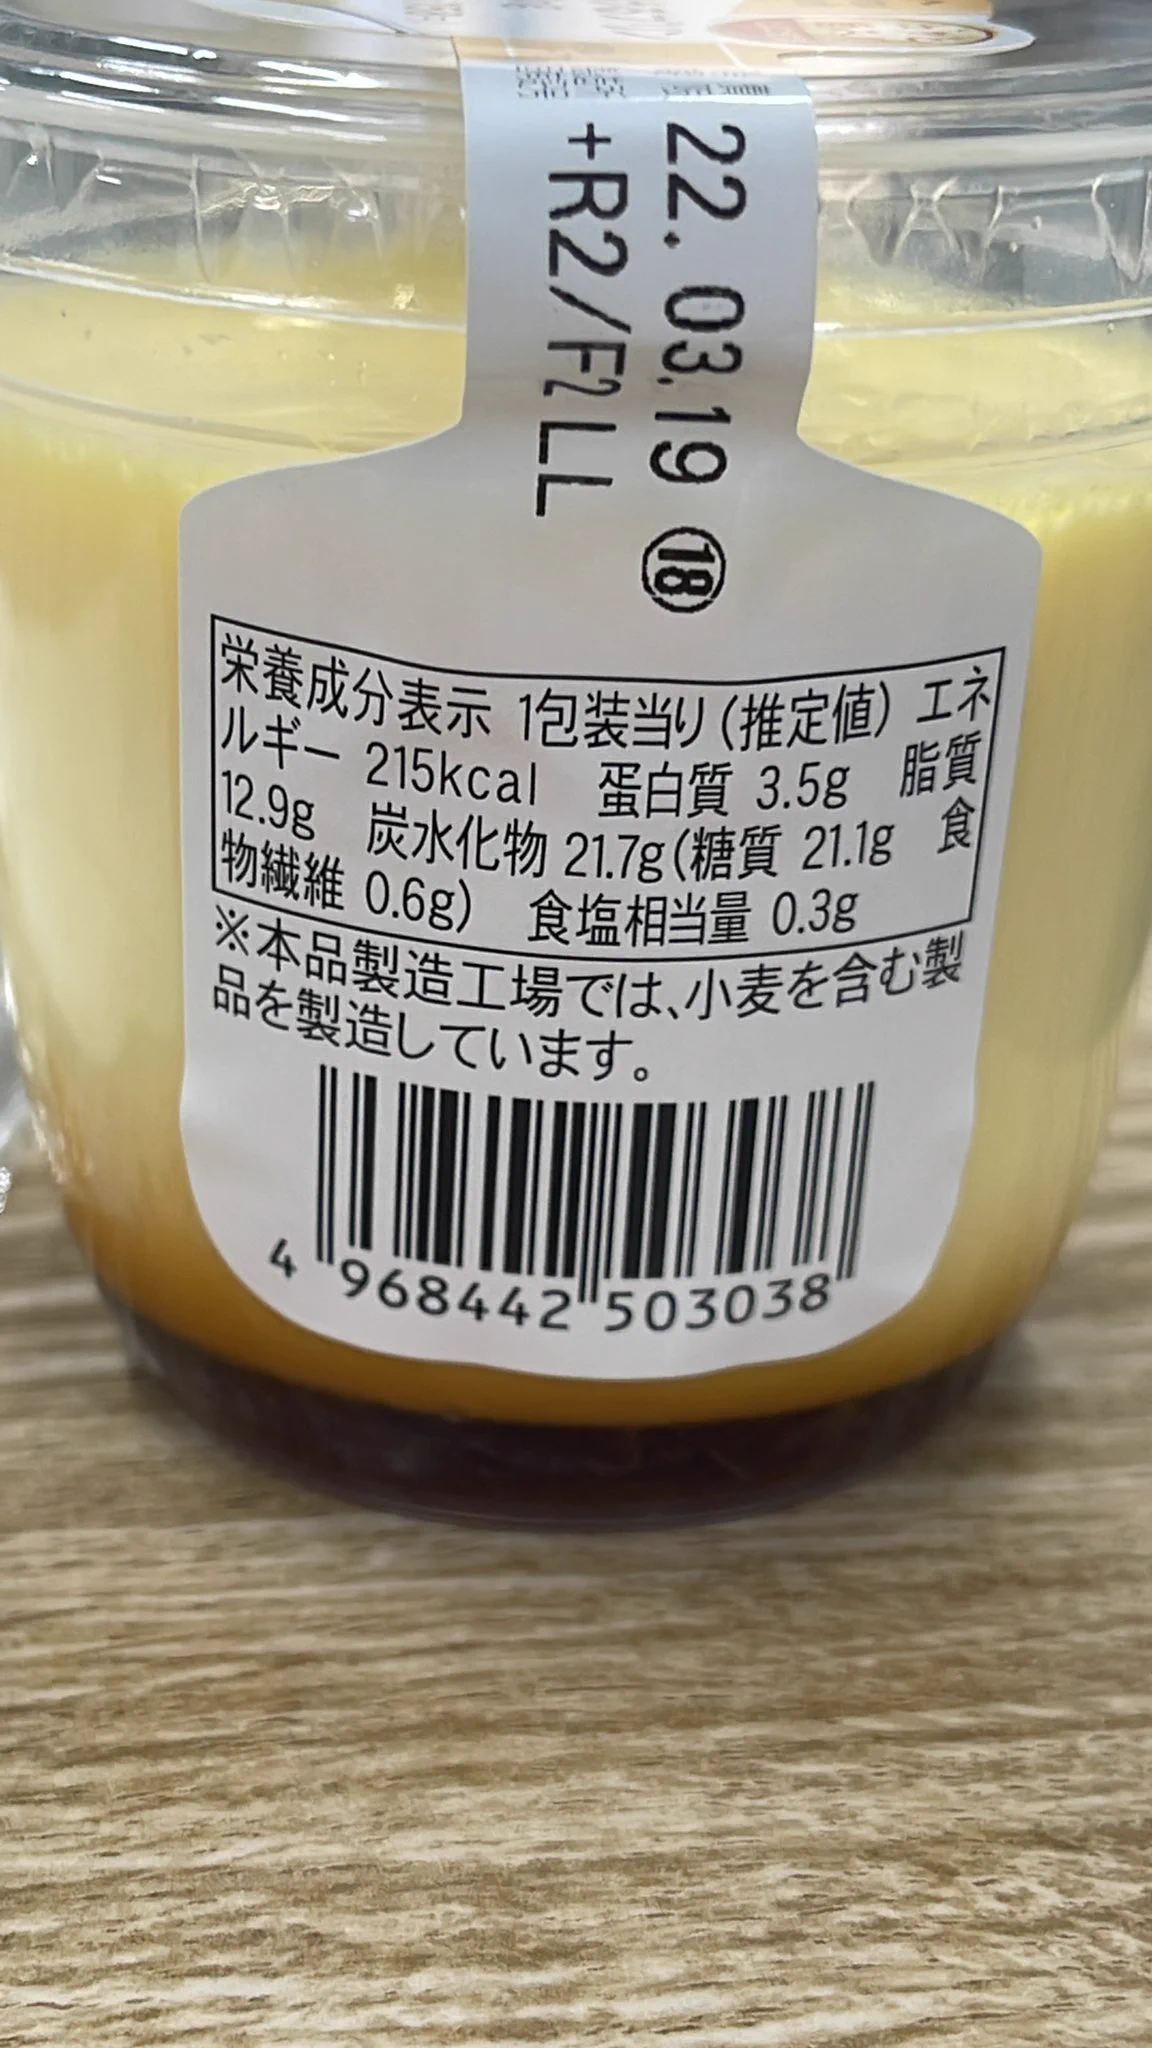 22.03.19 ⑱
+R2/F2LL
栄養成分表示 1包装当り(推定値) エネ
ルギー 215kcal 蛋白質 3.5g 脂質
12.9g 炭水化物 21.7g(糖質 21.1g 食
物繊維 0.6g) 食塩相当量 0.3g
※本品製造工場では、小麦を含む製
品を製造しています。
4 968442 503038